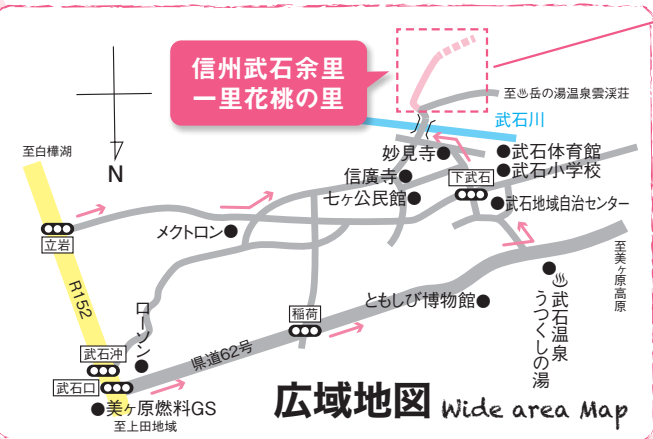 信州武石余里
一里花桃の里
至♨岳の湯温泉雲渓荘
武石川
至白樺湖
N
妙見寺
武石体育館
武石小学校
信廣寺
下武石
七ヶ公民館
武石地域自治センター
メクトロン
立岩
至美ヶ原高原
R152
ローソン
稲荷
ともしび博物館
♨武石温泉
うつくしの湯
武石沖
県道62号
武石口
美ヶ原燃料GS
至上田地域
広域地図 Wide area Map